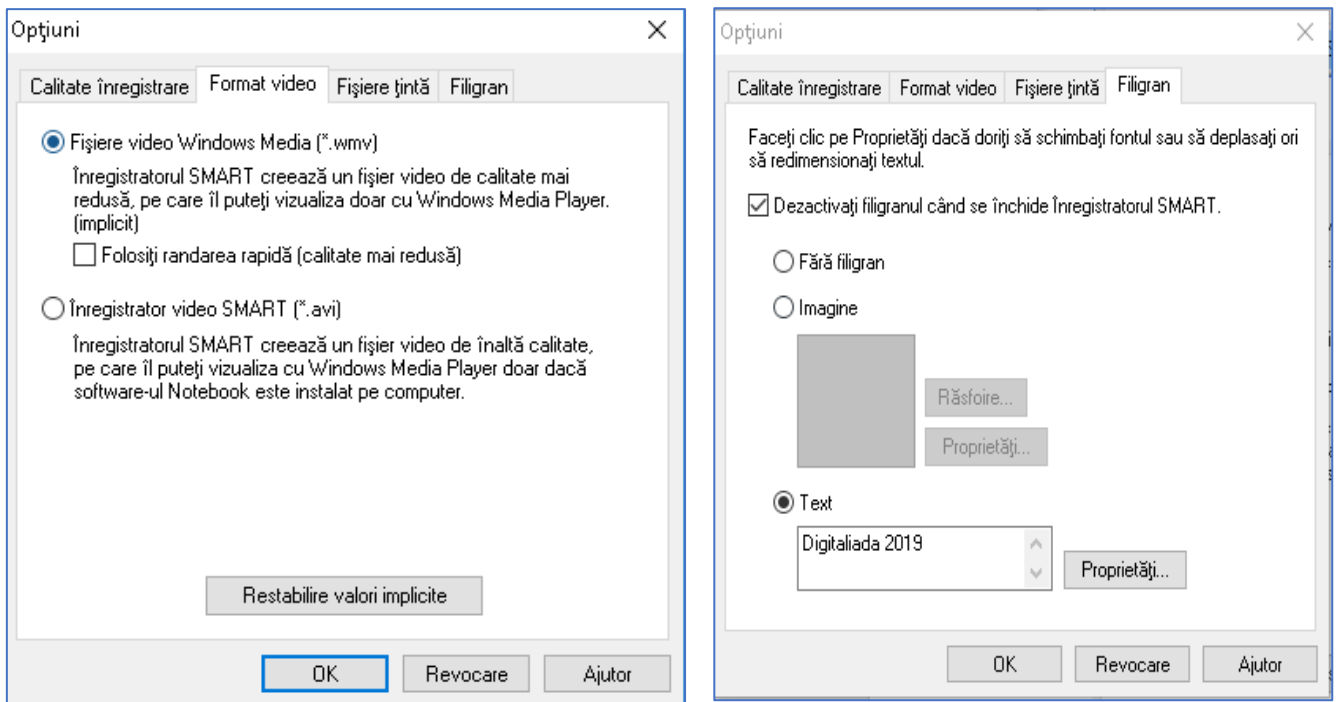 Opţiuni
Calitate înregistrare
Format video
Fişiere ţintă
Filigran
Fişiere video Windows Media (*.wmv)
Înregistratorul SMART creează un fişier video de calitate mai
redusă, pe care îl puteţi vizualiza doar cu Windows Media Player.
(implicit)
Folosiţi randarea rapidă (calitate mai redusă)
Înregistrator video SMART (*.avi)
Înregistratorul SMART creează un fişier video de înaltă calitate,
pe care îl puteţi vizualiza cu Windows Media Player doar dacă
software-ul Notebook este instalat pe computer.
Restabilire valori implicite
OK
Revocare
Ajutor
Opţiuni
Calitate înregistrare
Format video
Fişiere ţintă
Filigran
Faceţi clic pe Proprietăţi dacă doriţi să schimbaţi fontul sau să deplasaţi ori
să redimensionaţi textul.
Dezactivaţi filigranul când se închide Înregistratorul SMART.
Fără filigran
Imagine
Răsfoire...
Proprietăţi...
Text
Digitaliada 2019
Proprietăţi...
OK
Revocare
Ajutor